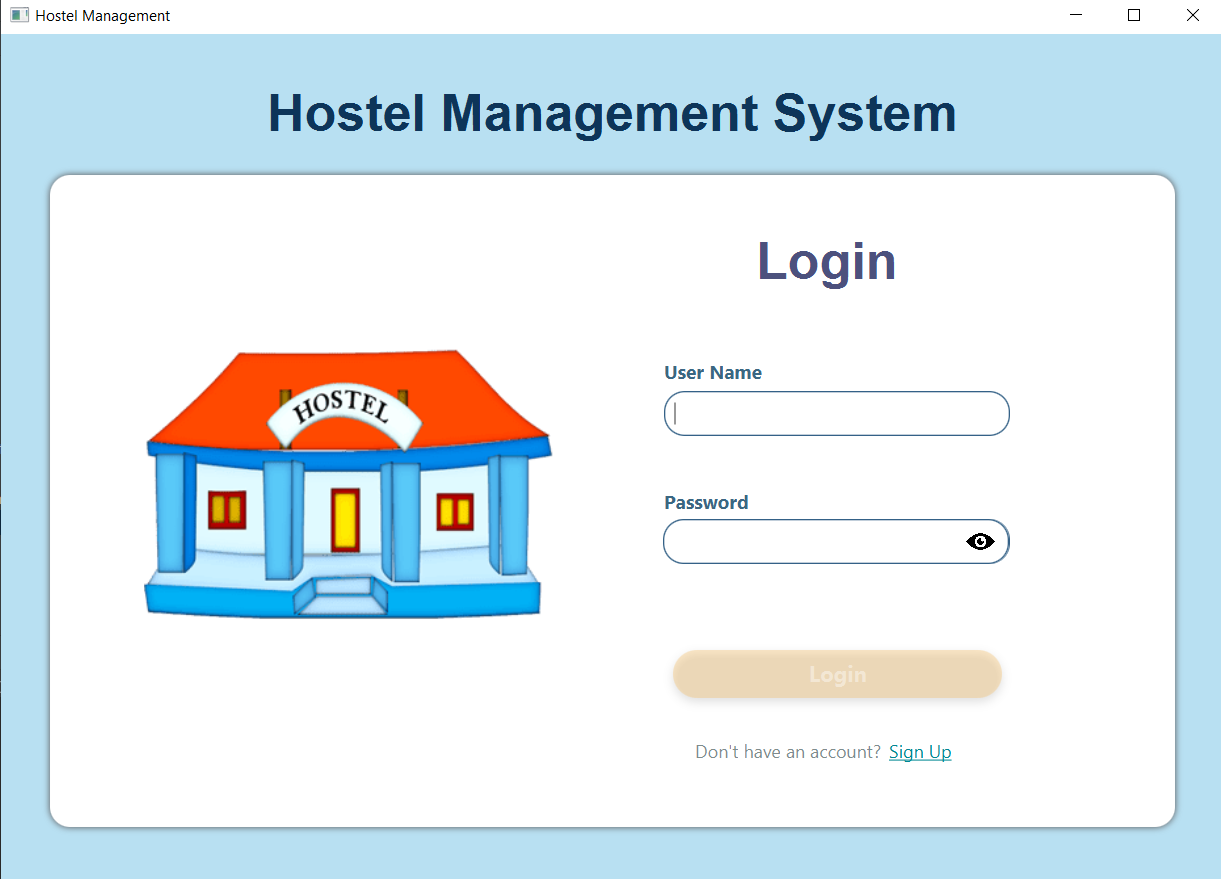 Hostel Management
Hostel Management System
HOSTEL
Login
User Name
Password
Login
Don't have an account? Sign Up